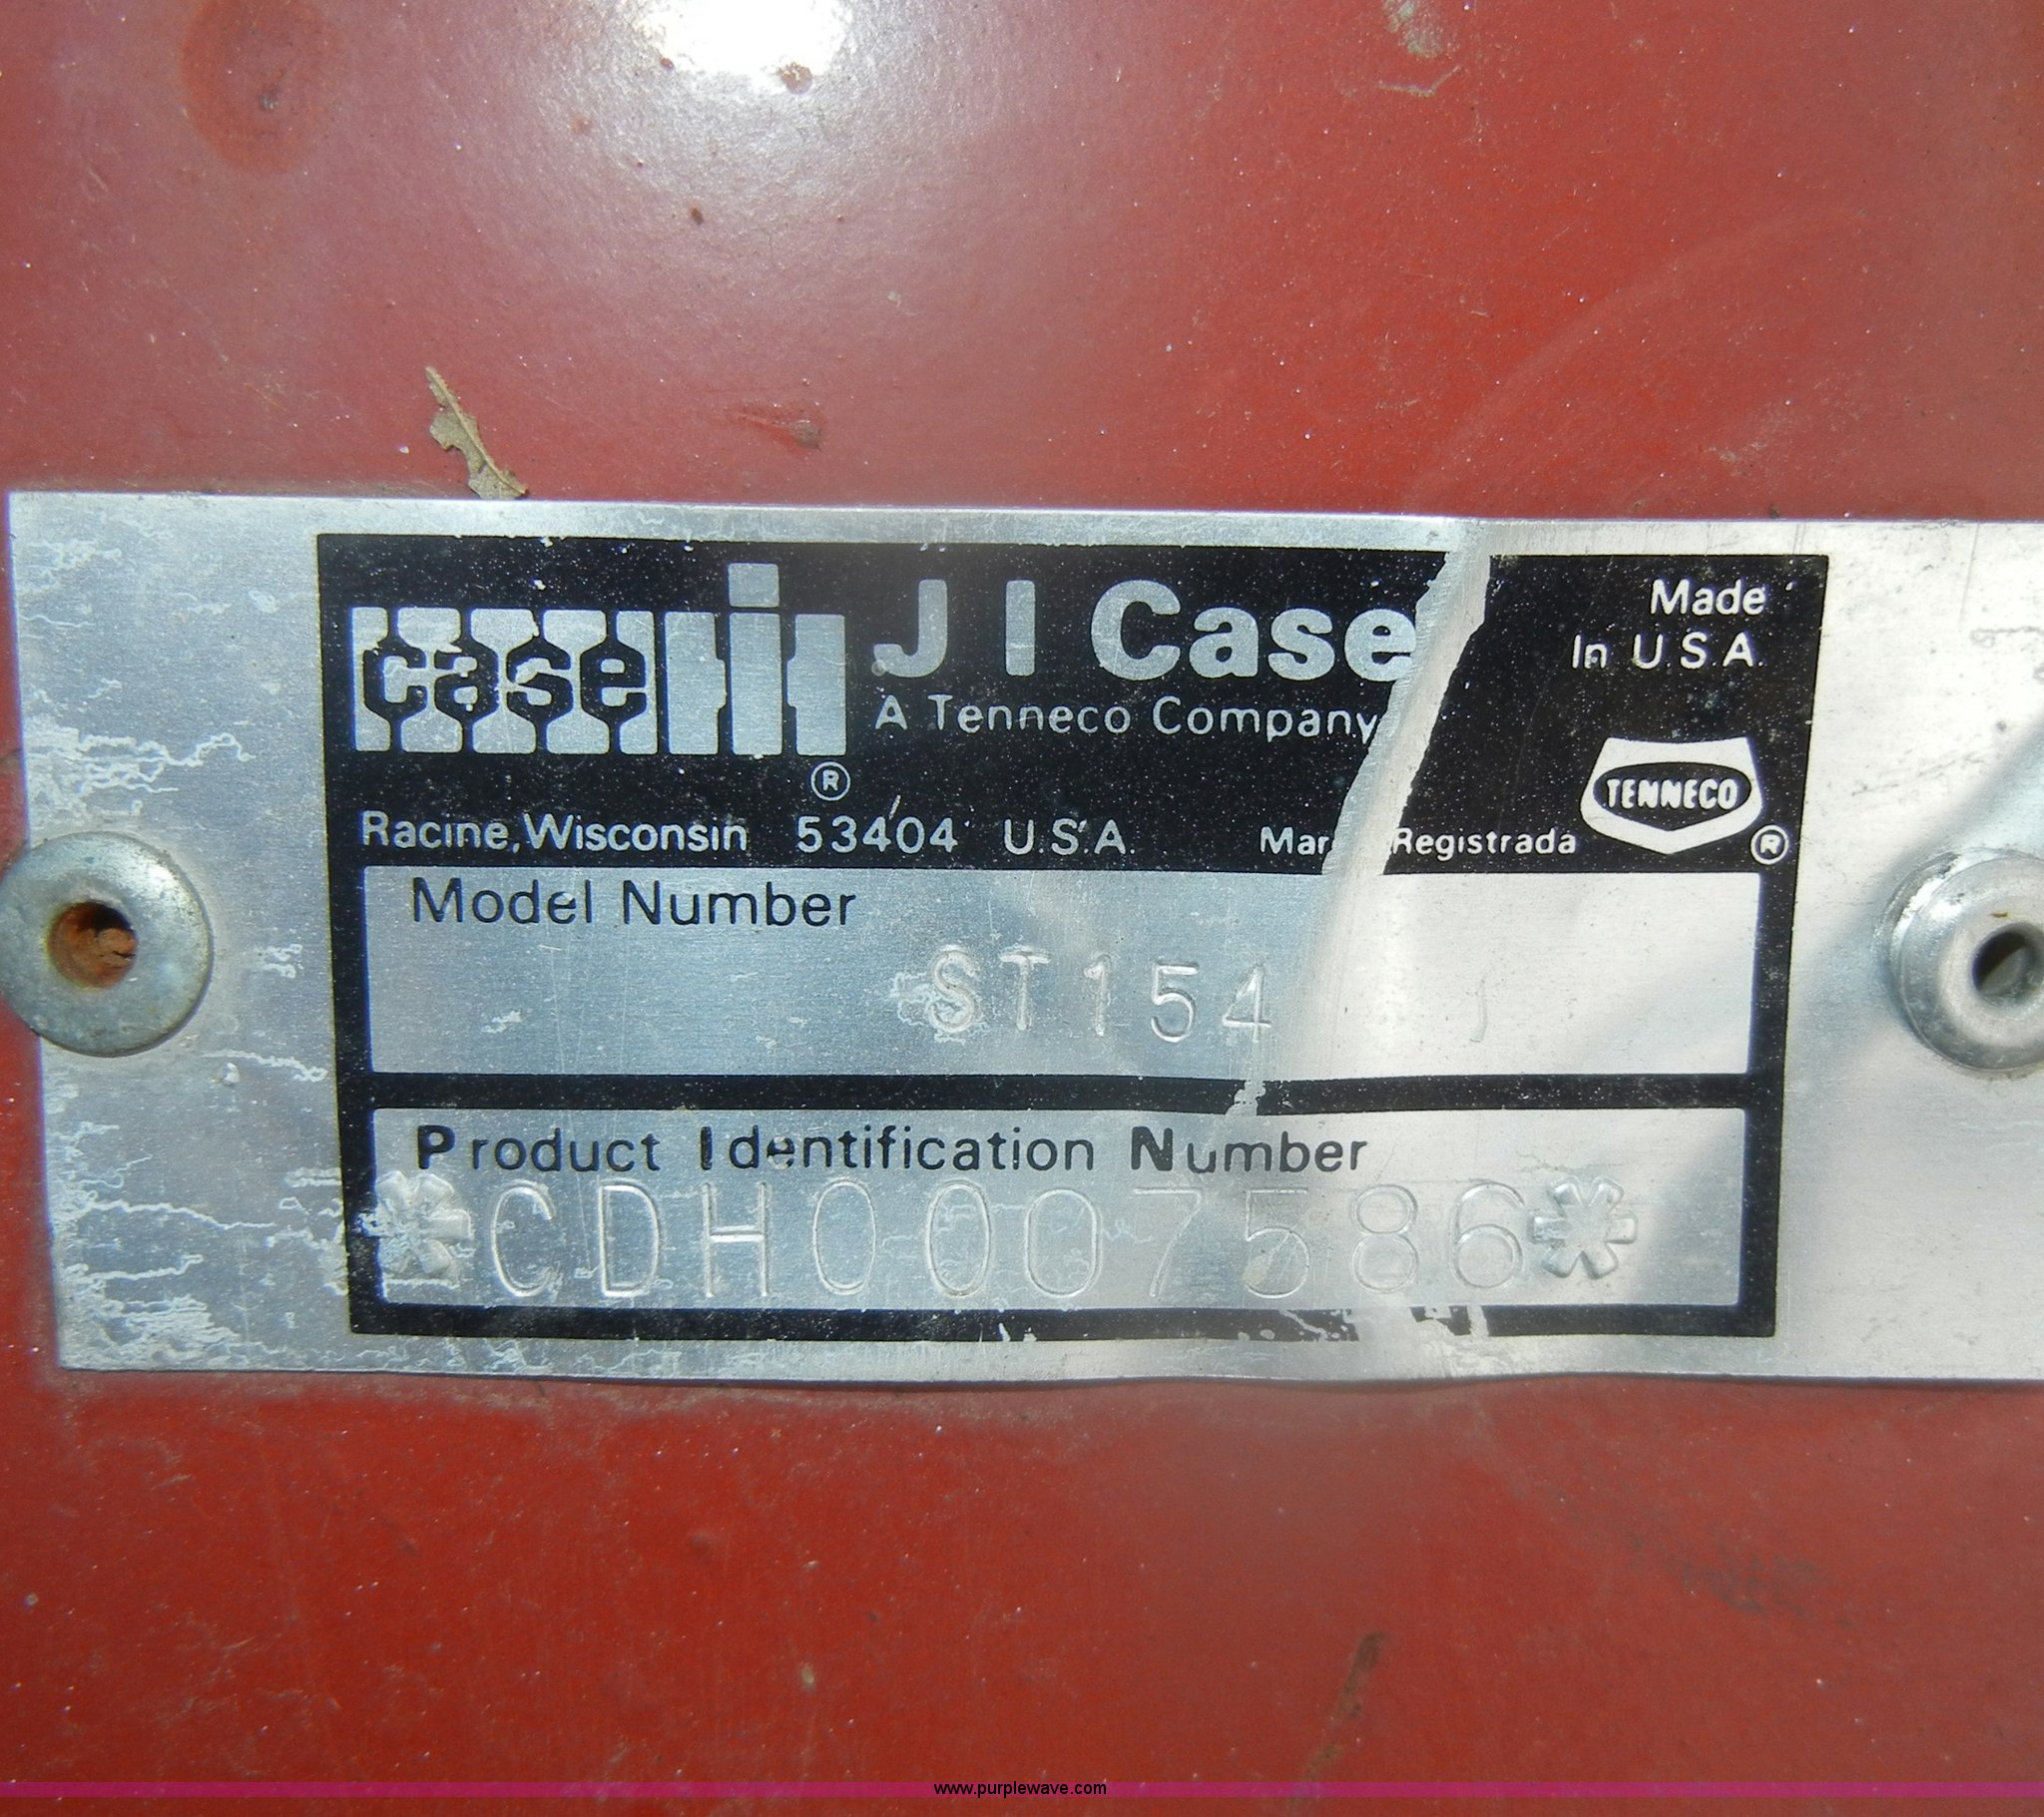 case ih ®
J I Case
A Tenneco Company
Made
In U.S.A.
TENNECO ®
Racine, Wisconsin 53404 U.S.A. Registrada
Model Number
ST154
Product Identification Number
*CDH0007586*
www.purplewave.com